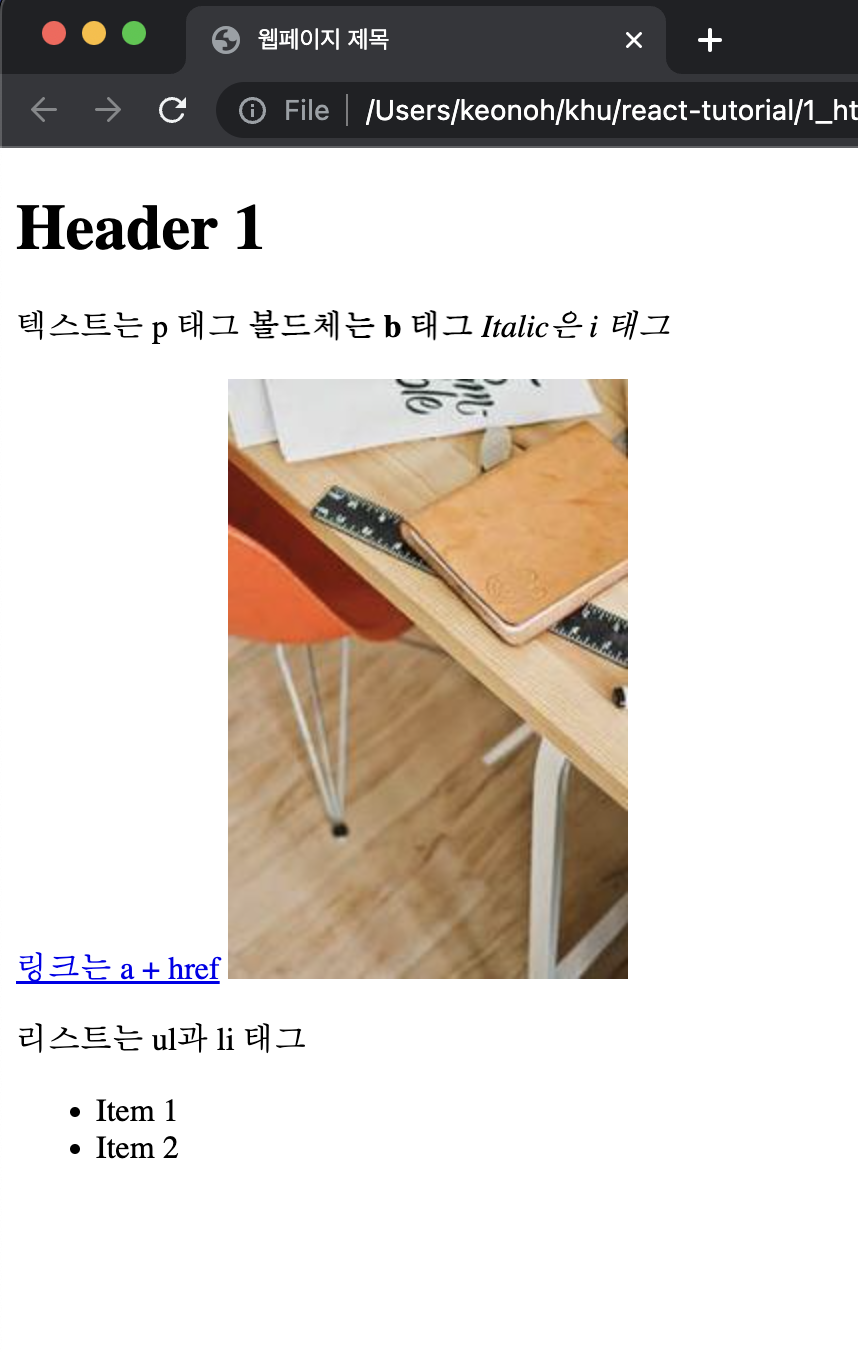 웹페이지 제목
File
/Users/keonoh/khu/react-tutorial/1_ht
Header 1
텍스트는 p 태그 볼드체는 b 태그 Italic은 i 태그
링크는 a + href
리스트는 ul과 li 태그
Item 1
Item 2